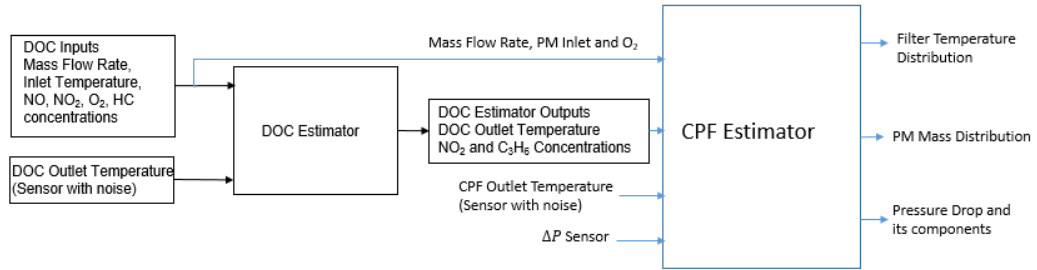 DOC Inputs
Mass Flow Rate,
Inlet Temperature,
NO, NO₂, O₂, HC
concentrations
DOC Outlet Temperature
(Sensor with noise)
DOC Estimator
Mass Flow Rate, PM Inlet and O₂
DOC Estimator Outputs
DOC Outlet Temperature
NO₂ and C₃H₆ Concentrations
CPF Outlet Temperature
(Sensor with noise)
ΔP Sensor
CPF Estimator
Filter Temperature
Distribution
PM Mass Distribution
Pressure Drop and
its components